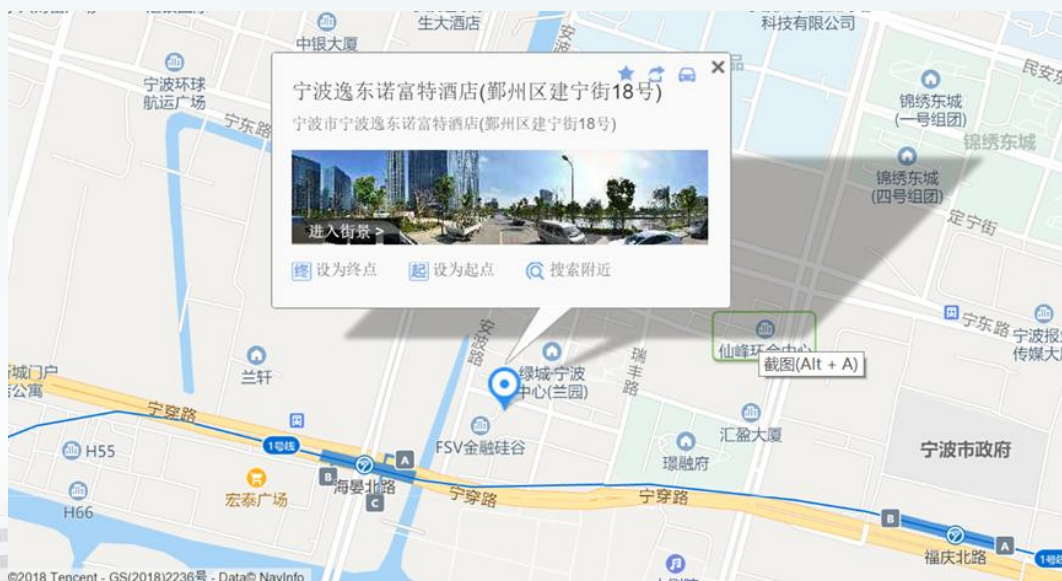 中银大厦
生大酒店
科技有限公司
宁波环球
航运广场
宁东路
安波
品
民安东
宁波逸东诺富特酒店(鄞州区建宁街18号)
宁波市宁波逸东诺富特酒店(鄞州区建宁街18号)
进入街景 >
终 设为终点
起 设为起点
搜索附近
锦绣东城
(一号组团)
锦绣东城
锦绣东城
(四号组团)
定宁街
宁东路
宁波报
传媒大
仙峰环
截图(Alt + A)
安波路
瑞丰路
绿城·宁波
中心(兰园)
兰轩
城门户
公寓
宁穿路
1号线
H55
H66
宏泰广场
FSV金融硅谷
A
B
海晏北路
C
宁穿路
宁穿路
璟融府
汇盈大厦
宁波市政府
B
A
福庆北路
1号线
©2018 Tencent - GS(2018)2236号 - Data© NavInfo